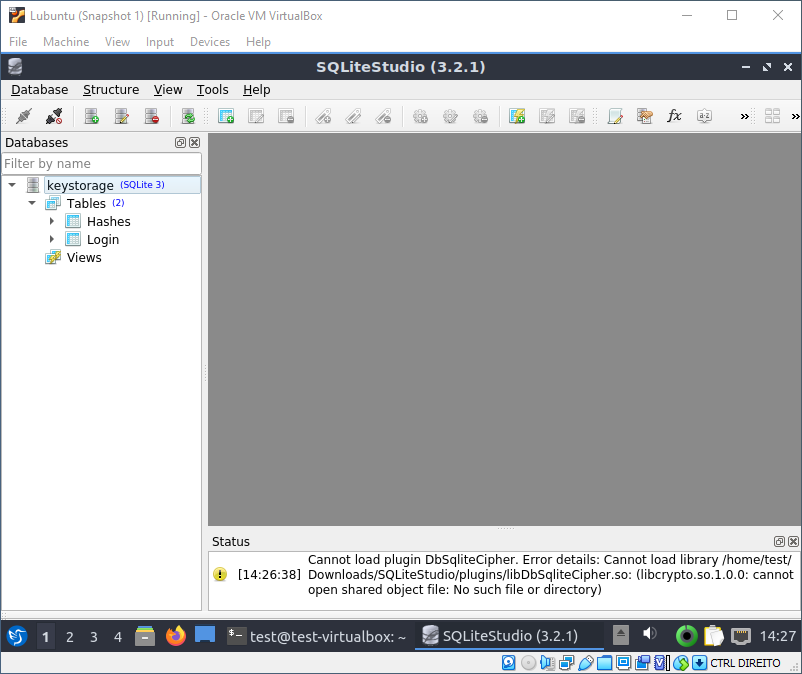 Lubuntu (Snapshot 1) [Running] - Oracle VM VirtualBox
File Machine View Input Devices Help
SQLiteStudio (3.2.1)
Database Structure View Tools Help
fx
a·z
»
»
Databases
Filter by name
keystorage (SQLite 3)
Tables (2)
Hashes
Login
Views
Status
[14:26:38] Cannot load plugin DbSqliteCipher. Error details: Cannot load library /home/test/
Downloads/SQLiteStudio/plugins/libDbSqliteCipher.so: (libcrypto.so.1.0.0: cannot
open shared object file: No such file or directory)
1 2 3 4 test@test-virtualbox: ~ SQLiteStudio (3.2.1) 14:27
CTRL DIREITO